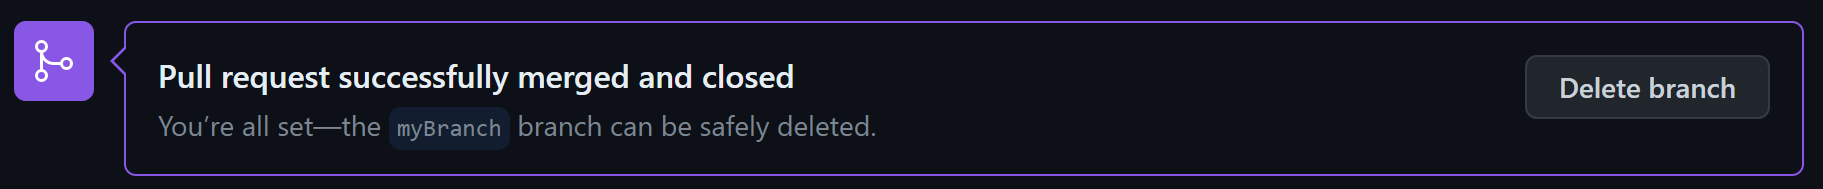 Pull request successfully merged and closed
You’re all set—the myBranch branch can be safely deleted.
Delete branch